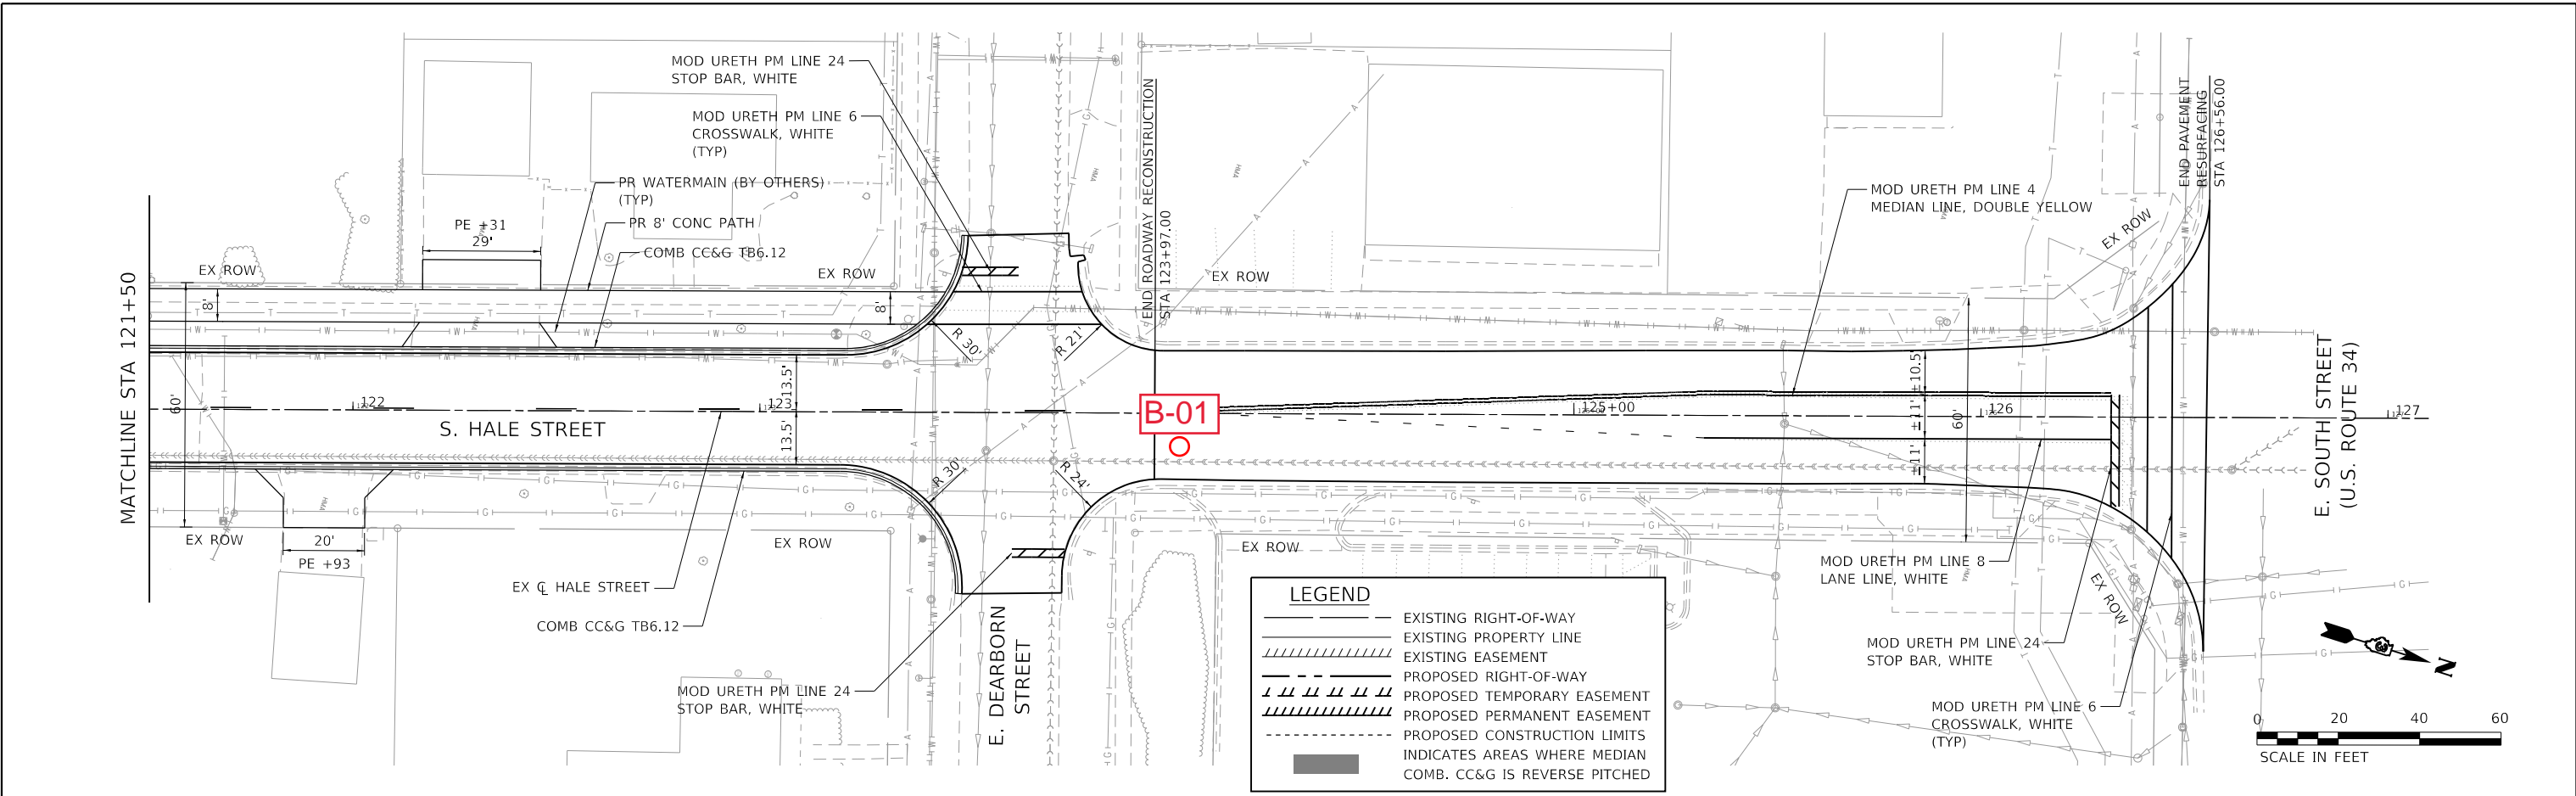 MOD URETH PM LINE 24
STOP BAR, WHITE
MOD URETH PM LINE 6
CROSSWALK, WHITE
(TYP)
PR WATERMAIN (BY OTHERS)
(TYP)
PR 8' CONC PATH
COMB CC&G TB6.12
PE +31
29'
EX ROW
EX ROW
8'
8'
MATCHLINE STA 121+50
60'
122
123
S. HALE STREET
13.5'
13.5'
R 30'
R 21'
R 30'
R 24'
EX ROW
20'
PE +93
EX ROW
EX ℄ HALE STREET
COMB CC&G TB6.12
MOD URETH PM LINE 24
STOP BAR, WHITE
E. DEARBORN
STREET
END ROADWAY RECONSTRUCTION
STA 123+97.00
B-01
EX ROW
EX ROW
HMA
HMA
MOD URETH PM LINE 4
MEDIAN LINE, DOUBLE YELLOW
125+00
126
127
±10.5'
±11'
±11'
60'
END PAVEMENT
RESURFACING
STA 126+56.00
EX ROW
EX ROW
E. SOUTH STREET
(U.S. ROUTE 34)
MOD URETH PM LINE 8
LANE LINE, WHITE
MOD URETH PM LINE 24
STOP BAR, WHITE
MOD URETH PM LINE 6
CROSSWALK, WHITE
(TYP)
LEGEND
EXISTING RIGHT-OF-WAY
EXISTING PROPERTY LINE
EXISTING EASEMENT
PROPOSED RIGHT-OF-WAY
PROPOSED TEMPORARY EASEMENT
PROPOSED PERMANENT EASEMENT
PROPOSED CONSTRUCTION LIMITS
INDICATES AREAS WHERE MEDIAN
COMB. CC&G IS REVERSE PITCHED
N
0 20 40 60
SCALE IN FEET